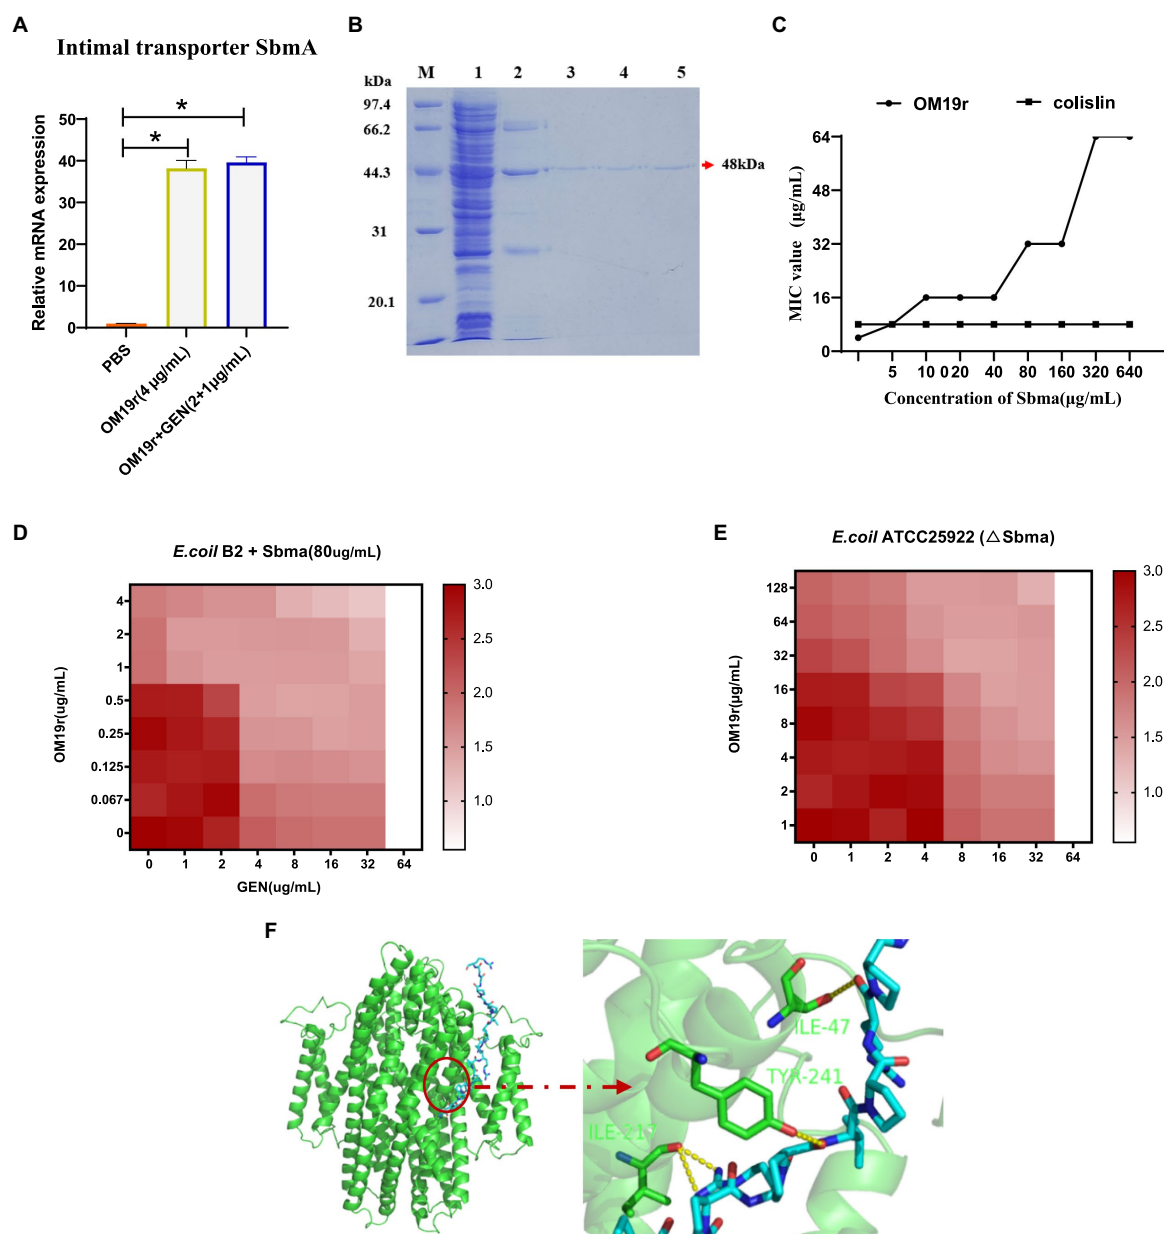 A
Intimal transporter SbmA
Relative mRNA expression
50
40
30
20
10
0
*
*
PBS
OM19r(4 μg/mL)
OM19r+GEN(2+1μg/mL)
B
kDa
M 1 2 3 4 5
97.4
66.2
44.3
31
20.1
48kDa
C
OM19r
colislin
MIC value (μg/mL)
64
48
32
16
0
5 10 0 20 40 80 160 320 640
Concentration of Sbma(μg/mL)
D
E.coil B2 + Sbma(80ug/mL)
OM19r(ug/mL)
4
2
1
0.5
0.25
0.125
0.067
0
0 1 2 4 8 16 32 64
GEN(ug/mL)
3.0
2.5
2.0
1.5
1.0
E
E.coil ATCC25922 (△Sbma)
OM19r(μg/mL)
128
64
32
16
8
4
2
1
0 1 2 4 8 16 32 64
3.0
2.5
2.0
1.5
1.0
F
ILE-47
TYR-241
ILE-217